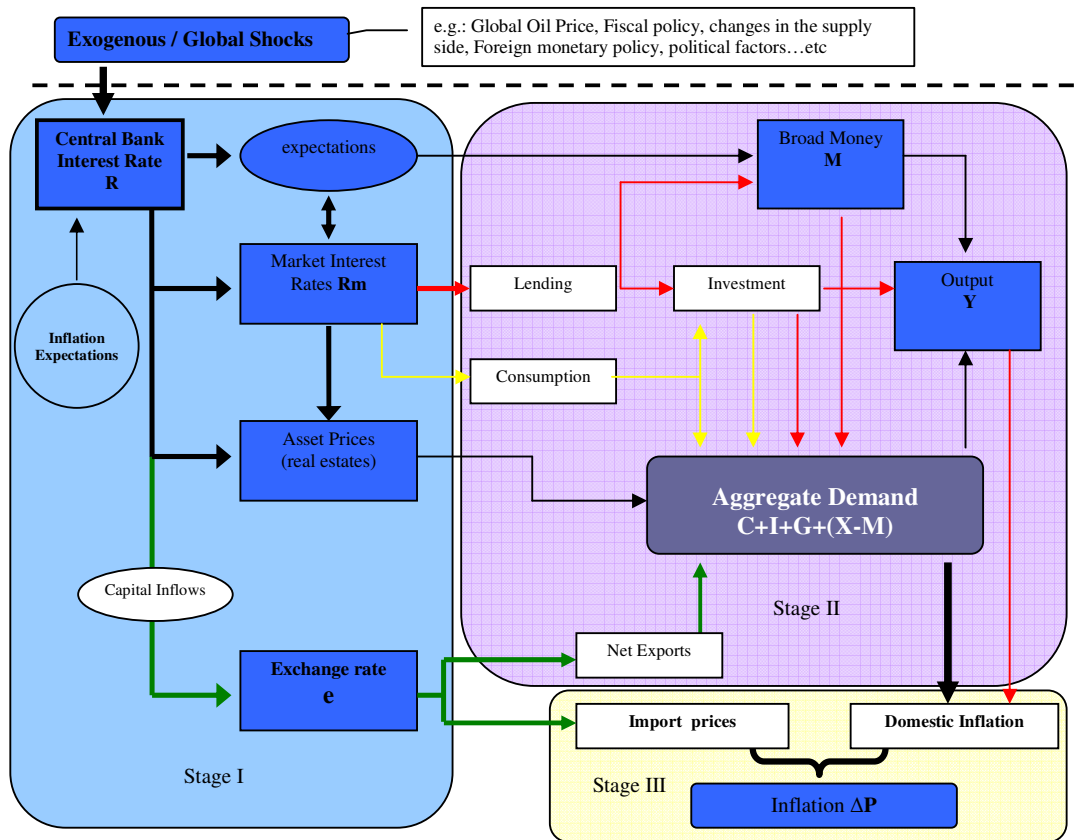 Exogenous / Global Shocks
e.g.: Global Oil Price, Fiscal policy, changes in the supply
side, Foreign monetary policy, political factors…etc
Central Bank
Interest Rate
R
expectations
Broad Money
M
Market Interest
Rates Rm
Lending
Investment
Output
Y
Inflation
Expectations
Consumption
Asset Prices
(real estates)
Aggregate Demand
C+I+G+(X-M)
Capital Inflows
Stage II
Net Exports
Exchange rate
e
Import prices
Domestic Inflation
Stage I
Stage III
Inflation ΔP